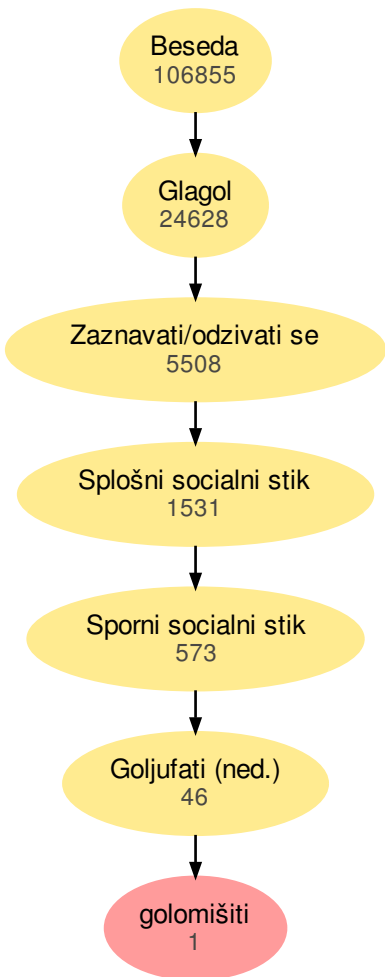 Beseda
106855
Glagol
24628
Zaznavati/odzivati se
5508
Splošni socialni stik
1531
Sporni socialni stik
573
Goljufati (ned.)
46
golomišiti
1